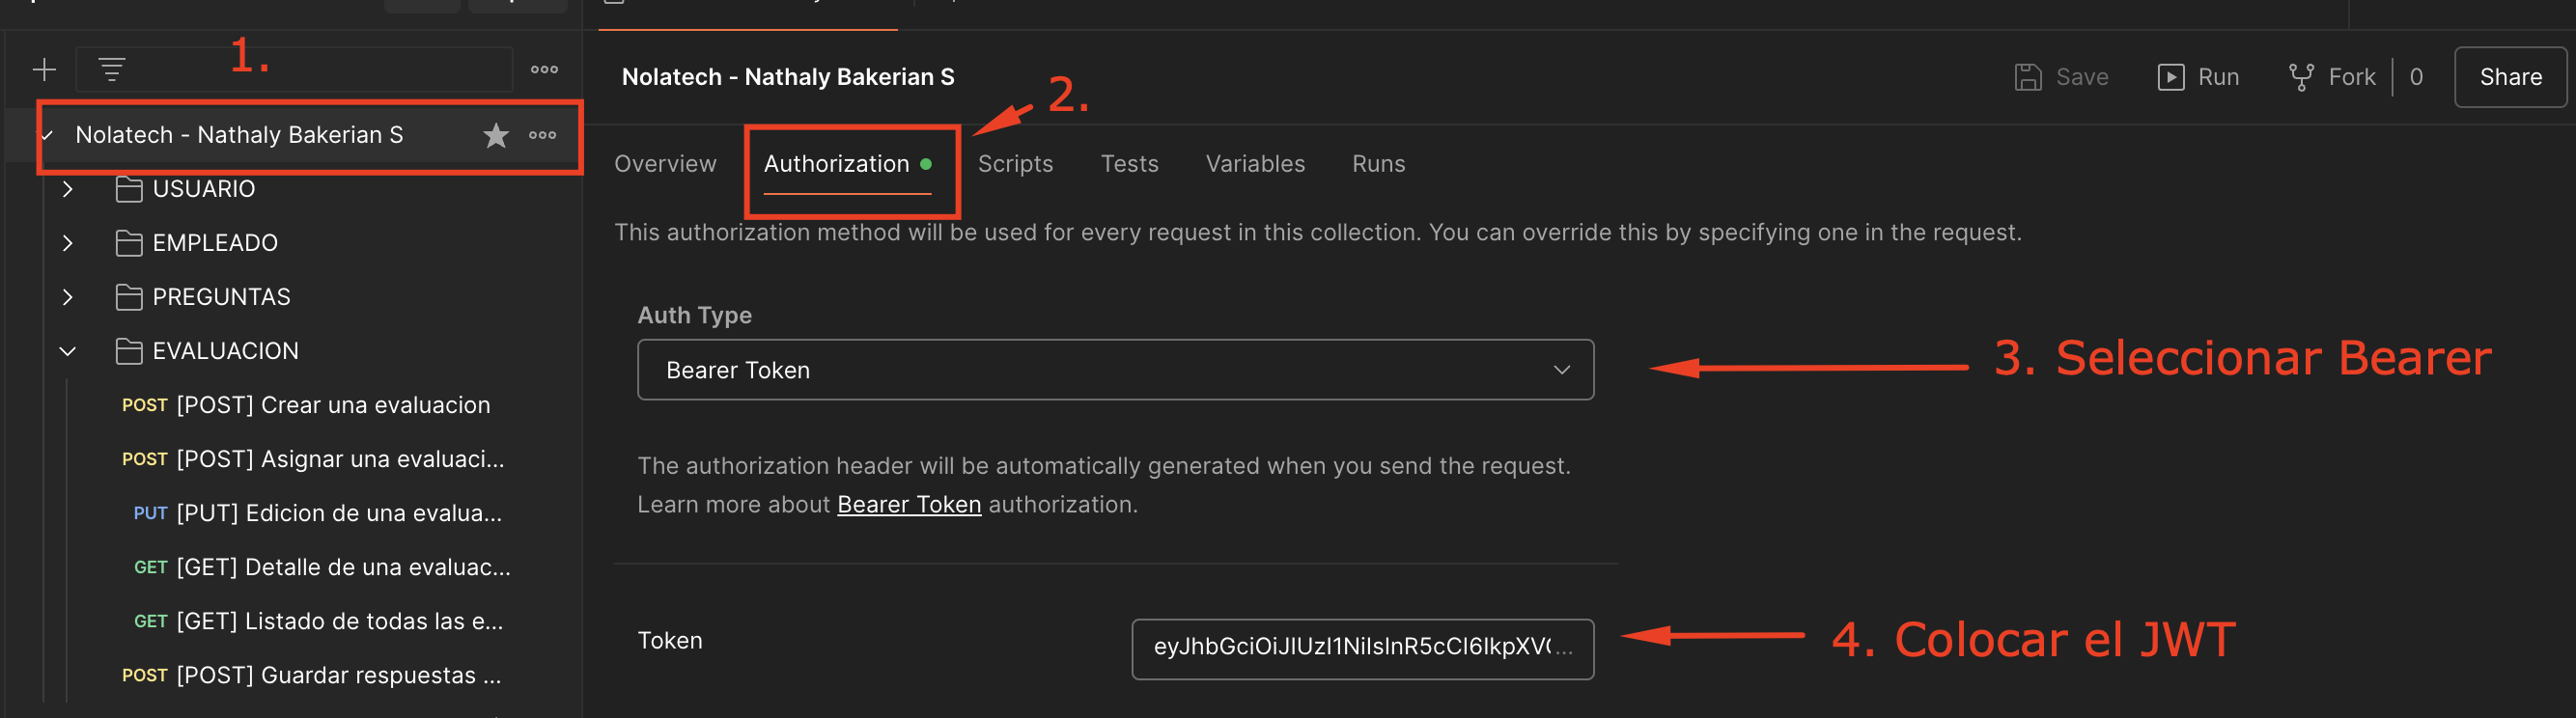 1.
Nolatech - Nathaly Bakerian S
USUARIO
EMPLEADO
PREGUNTAS
EVALUACION
POST [POST] Crear una evaluacion
POST [POST] Asignar una evaluaci...
PUT [PUT] Edicion de una evalua...
GET [GET] Detalle de una evaluac...
GET [GET] Listado de todas las e...
POST [POST] Guardar respuestas ...
Nolatech - Nathaly Bakerian S
2.
Save Run Fork 0 Share
Overview Authorization Scripts Tests Variables Runs
This authorization method will be used for every request in this collection. You can override this by specifying one in the request.
Auth Type
Bearer Token
3. Seleccionar Bearer
The authorization header will be automatically generated when you send the request.
Learn more about Bearer Token authorization.
Token
eyJhbGciOiJIUzI1NiIsInR5cCI6IkpXVC...
4. Colocar el JWT